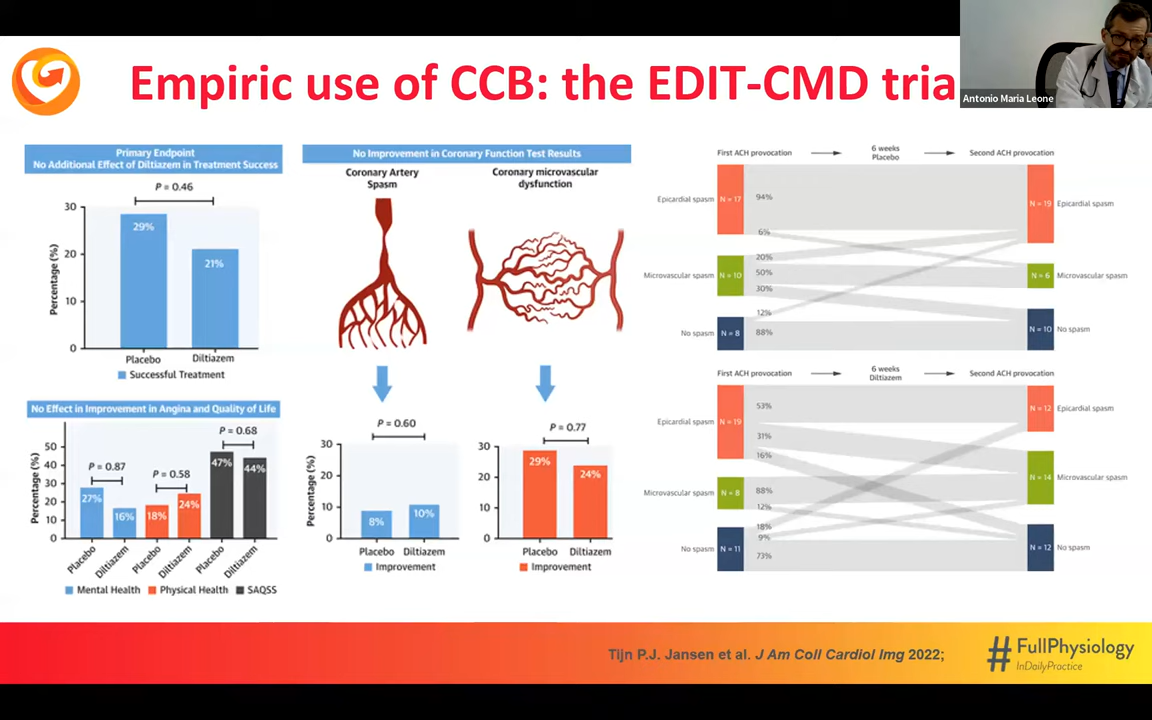 Empiric use of CCB: the EDIT-CMD tria
Antonio Maria Leone
Primary Endpoint
No Additional Effect of Diltiazem in Treatment Success
P = 0.46
Percentage (%)
30
20
10
0
29%
21%
Placebo
Diltiazem
Successful Treatment
No Effect in Improvement in Angina and Quality of Life
P = 0.87
P = 0.58
P = 0.68
Percentage (%)
50
40
30
20
10
0
27%
16%
18%
24%
47%
44%
Placebo
Diltiazem
Placebo
Diltiazem
Placebo
Diltiazem
Mental Health
Physical Health
SAQSS
No Improvement in Coronary Function Test Results
Coronary Artery
Spasm
Coronary microvascular
dysfunction
P = 0.60
Percentage (%)
30
20
10
0
8%
10%
Placebo
Diltiazem
Improvement
P = 0.77
Percentage (%)
30
20
10
0
29%
24%
Placebo
Diltiazem
Improvement
First ACH provocation
6 weeks
Placebo
Second ACH provocation
Epicardial spasm
N = 17
94%
6%
N = 19
Epicardial spasm
Microvascular spasm
N = 10
20%
50%
30%
N = 6
Microvascular spasm
No spasm
N = 8
12%
88%
N = 10
No spasm
First ACH provocation
6 weeks
Diltiazem
Second ACH provocation
Epicardial spasm
N = 19
53%
31%
16%
N = 12
Epicardial spasm
Microvascular spasm
N = 8
88%
12%
N = 14
Microvascular spasm
No spasm
N = 11
18%
9%
73%
N = 12
No spasm
Tijn P.J. Jansen et al. J Am Coll Cardiol Img 2022;
#FullPhysiology
InDailyPractice